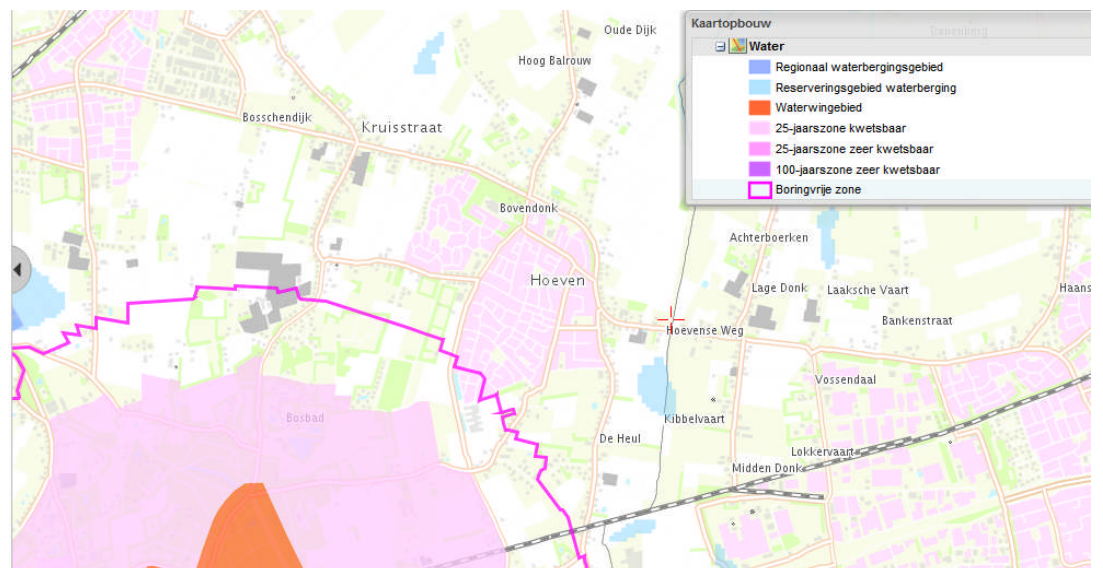 Kaartopbouw
Water
Regionaal waterbergingsgebied
Reserveringsgebied waterberging
Waterwingebied
25-jaarszone kwetsbaar
25-jaarszone zeer kwetsbaar
100-jaarszone zeer kwetsbaar
Boringvrije zone
Oude Dijk
Hoog Balrouw
Bosschendijk
Kruisstraat
Bovendonk
Achterboerken
Hoeven
Lage Donk
Laaksche Vaart
Haans
Bankenstraat
Hoevense Weg
Vossendaal
Bosbad
Kibbelvaart
De Heul
Lokkervaart
Midden Donk